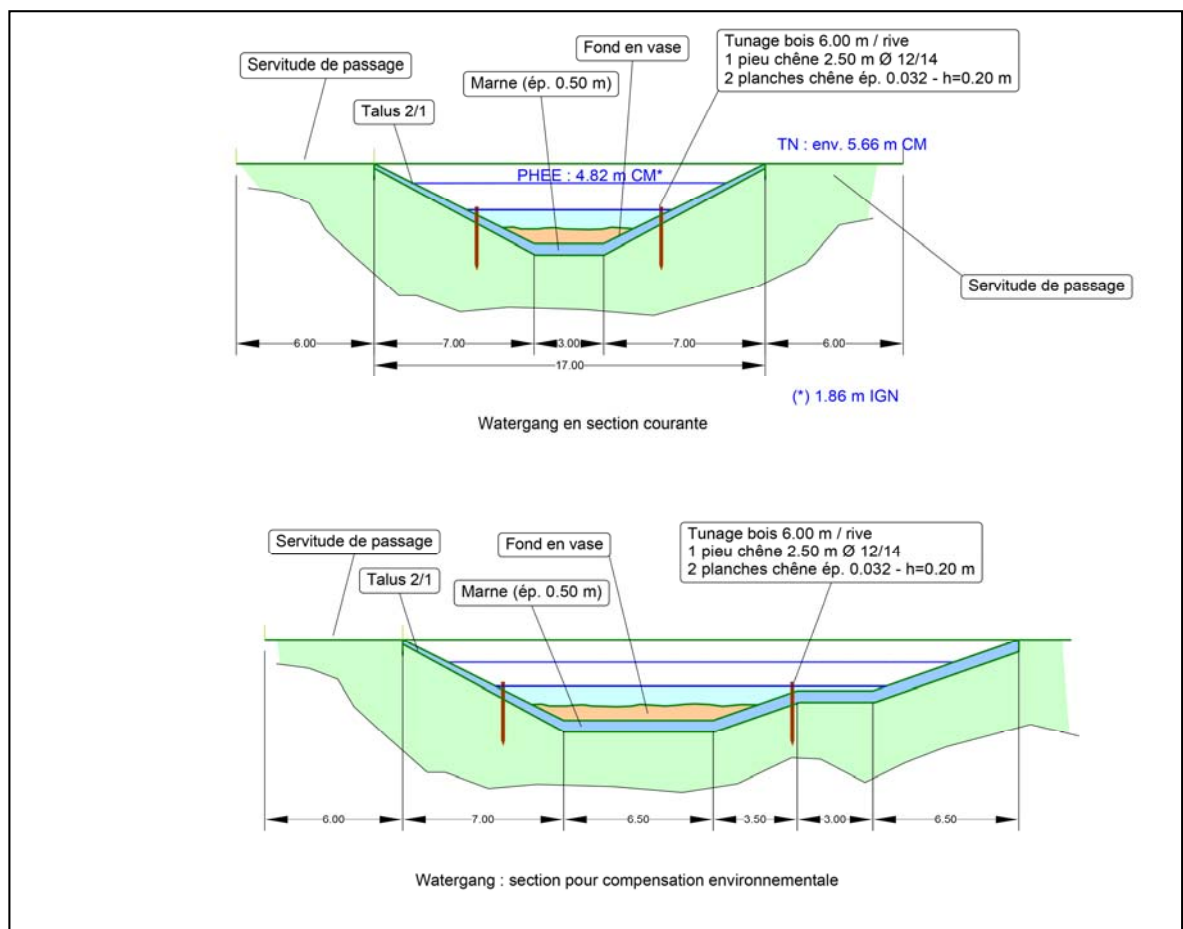 Servitude de passage
Fond en vase
Tunage bois 6.00 m / rive
1 pieu chêne 2.50 m Ø 12/14
2 planches chêne ép. 0.032 - h=0.20 m
Marne (ép. 0.50 m)
Talus 2/1
TN : env. 5.66 m CM
PHEE : 4.82 m CM*
Servitude de passage
6.00
7.00
3.00
7.00
6.00
17.00
(*) 1.86 m IGN
Watergang en section courante
Servitude de passage
Fond en vase
Tunage bois 6.00 m / rive
1 pieu chêne 2.50 m Ø 12/14
2 planches chêne ép. 0.032 - h=0.20 m
Talus 2/1
Marne (ép. 0.50 m)
6.00
7.00
6.50
3.50
3.00
6.50
Watergang : section pour compensation environnementale